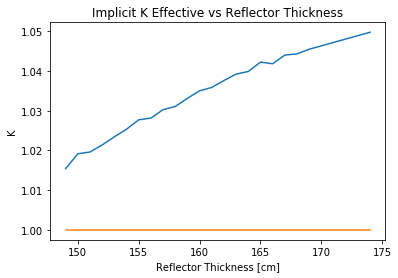 Implicit K Effective vs Reflector Thickness
1.05
1.04
1.03
1.02
1.01
1.00
K
150 155 160 165 170 175
Reflector Thickness [cm]